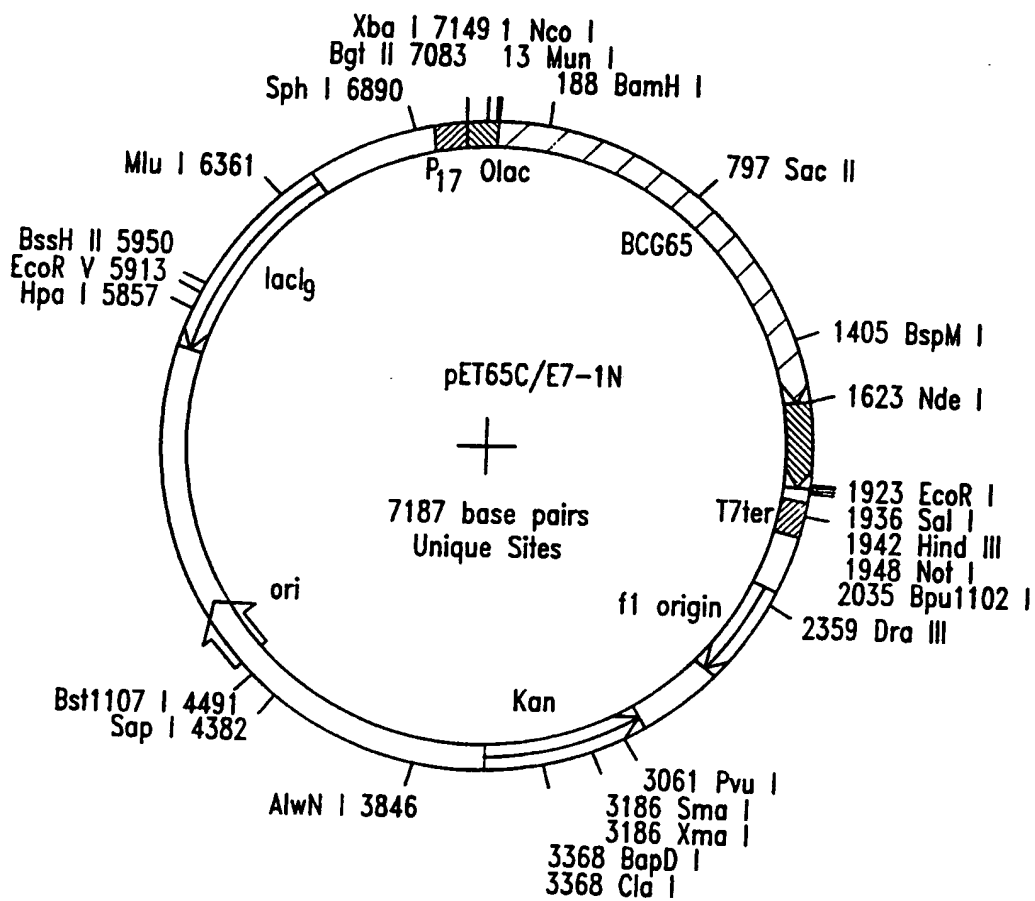 Xba I 7149 1 Nco I
Bgt II 7083 13 Mun I
Sph I 6890 188 BamH I
Mlu I 6361
P17 Olac
797 Sac II
BCG65
BssH II 5950
EcoR V 5913
Hpa I 5857
lacIg
1405 BspM I
pET65C/E7-1N
1623 Nde I
7187 base pairs
Unique Sites
T7ter
1923 EcoR I
1936 Sal I
1942 Hind III
1948 Not I
2035 Bpu1102 I
ori
f1 origin
2359 Dra III
Bst1107 I 4491
Sap I 4382
Kan
AlwN I 3846
3061 Pvu I
3186 Sma I
3186 Xma I
3368 BapD I
3368 Cla I